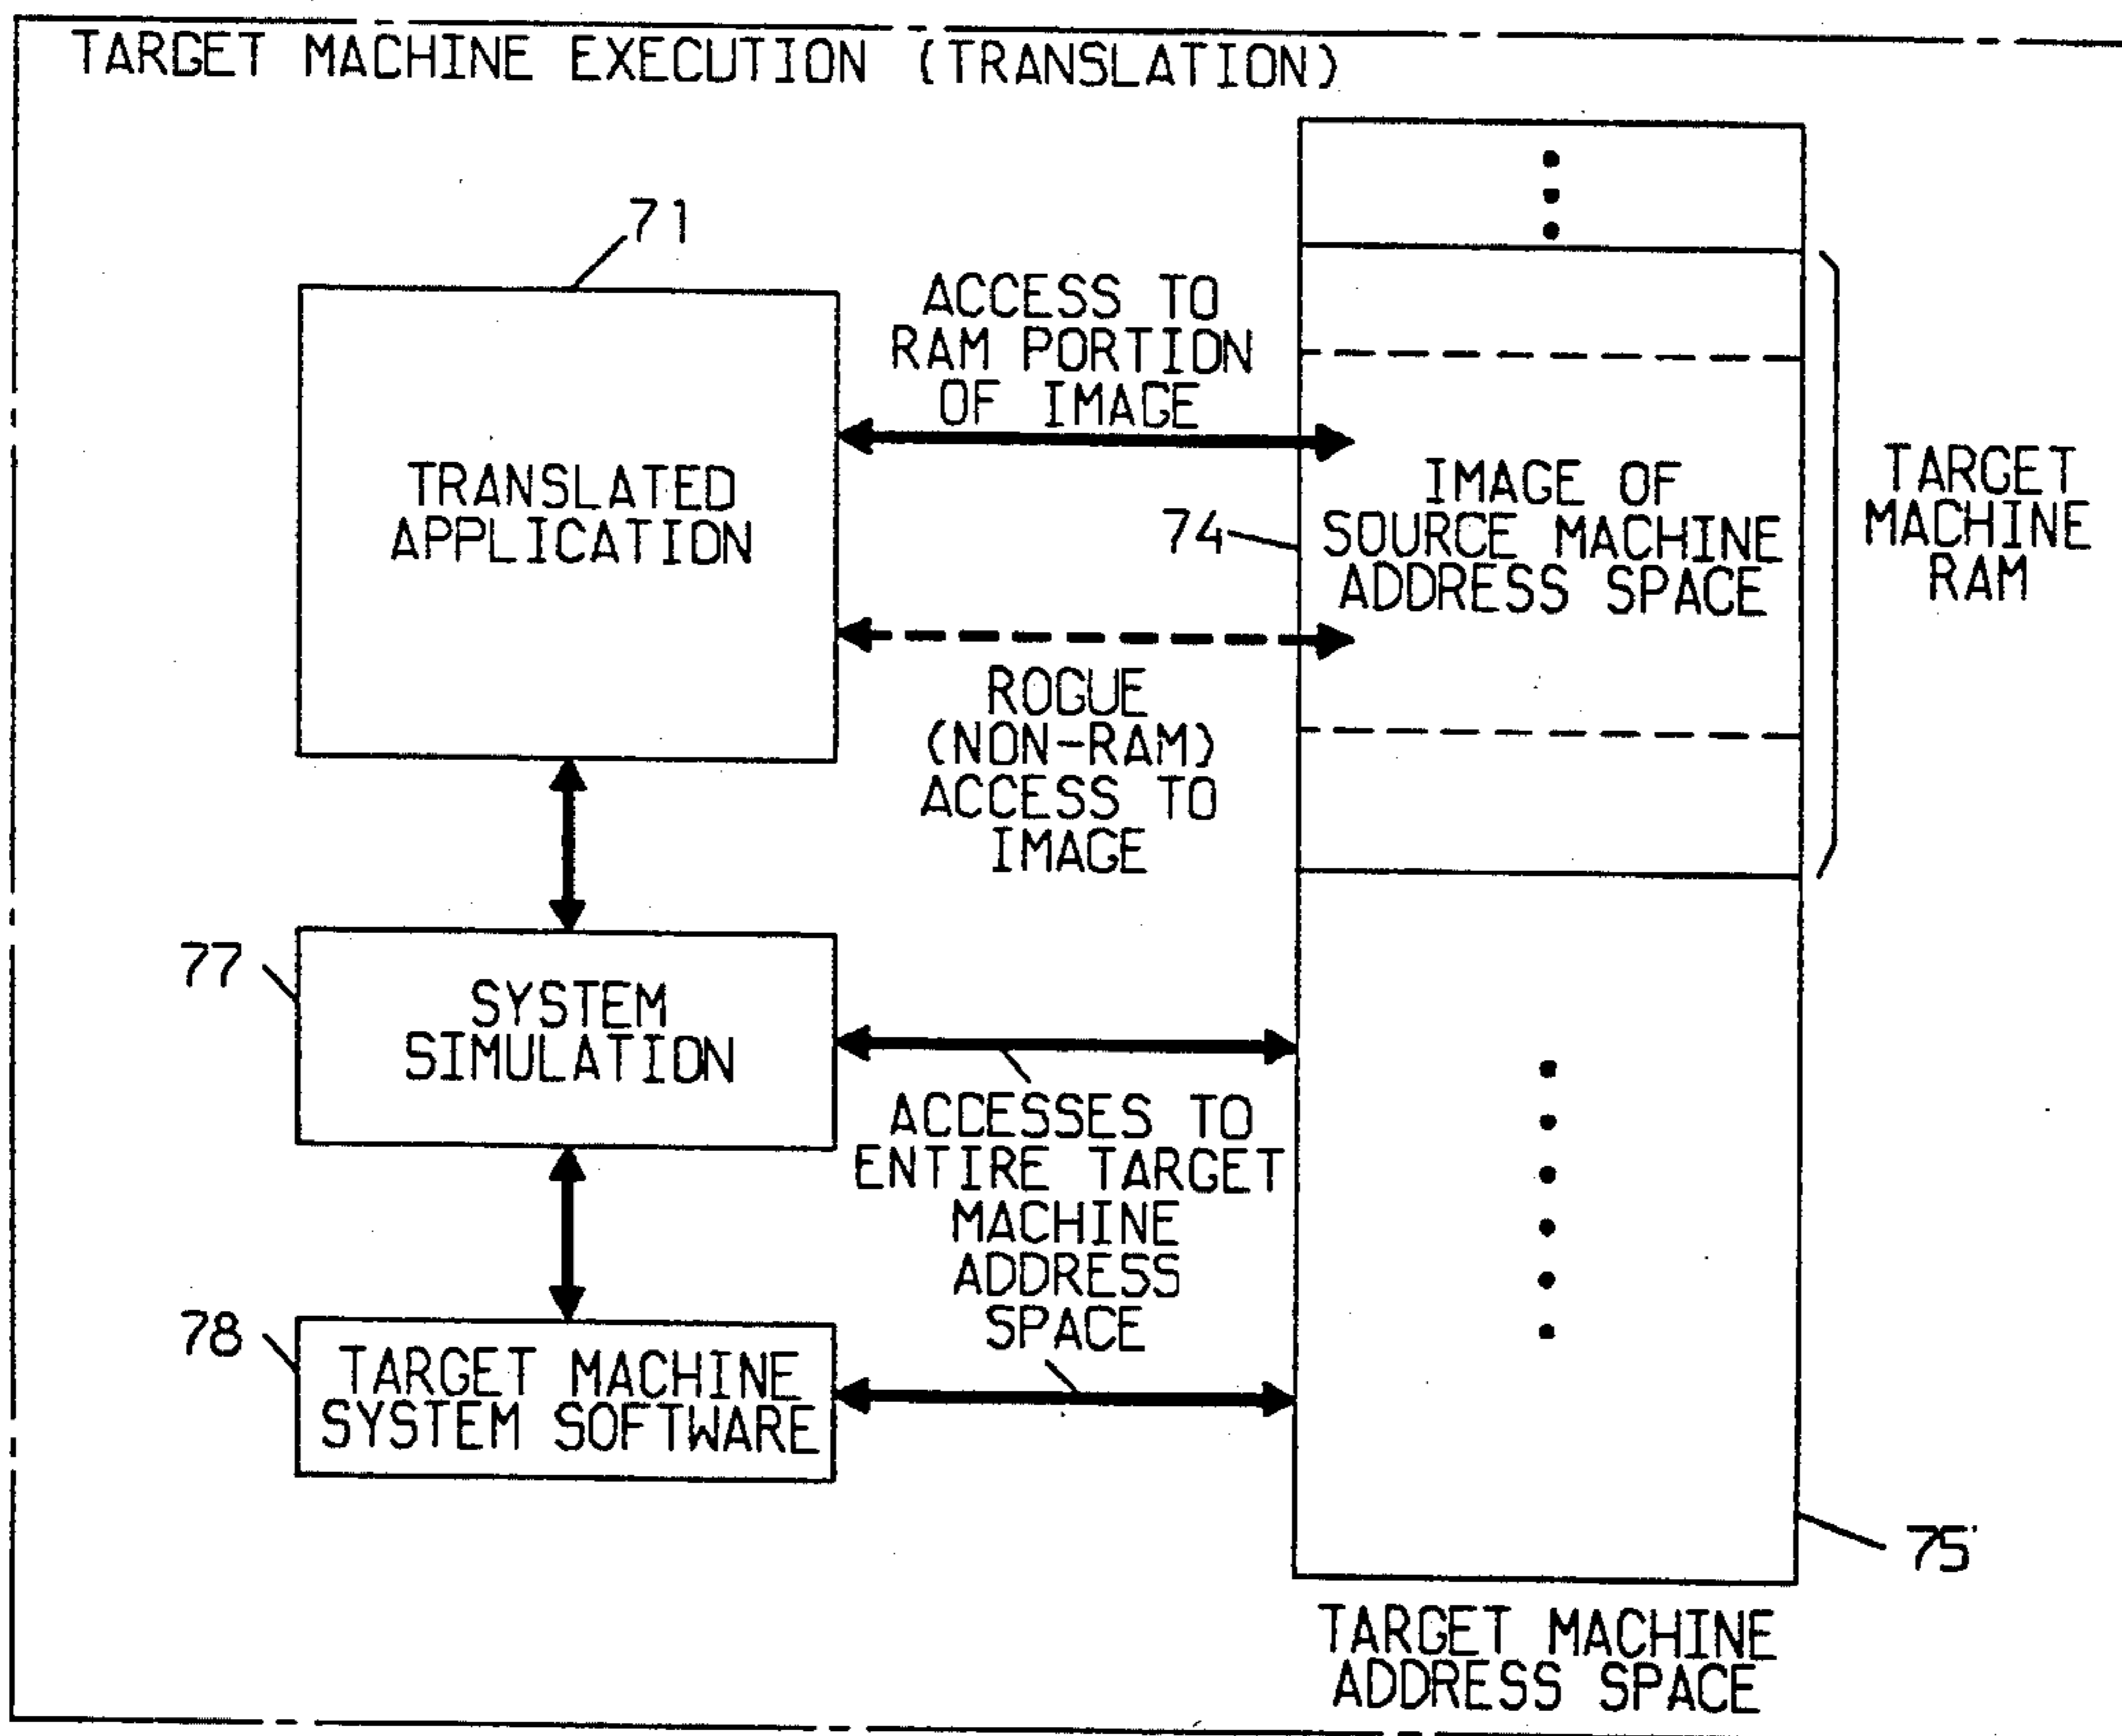 TARGET MACHINE EXECUTION (TRANSLATION)
71
ACCESS TO
RAM PORTION
OF IMAGE
TRANSLATED
APPLICATION
74
IMAGE OF
SOURCE MACHINE
ADDRESS SPACE
TARGET
MACHINE
RAM
ROGUE
(NON-RAM)
ACCESS TO
IMAGE
77
SYSTEM
SIMULATION
ACCESSES TO
ENTIRE TARGET
MACHINE
ADDRESS
SPACE
78
TARGET MACHINE
SYSTEM SOFTWARE
75
TARGET MACHINE
ADDRESS SPACE